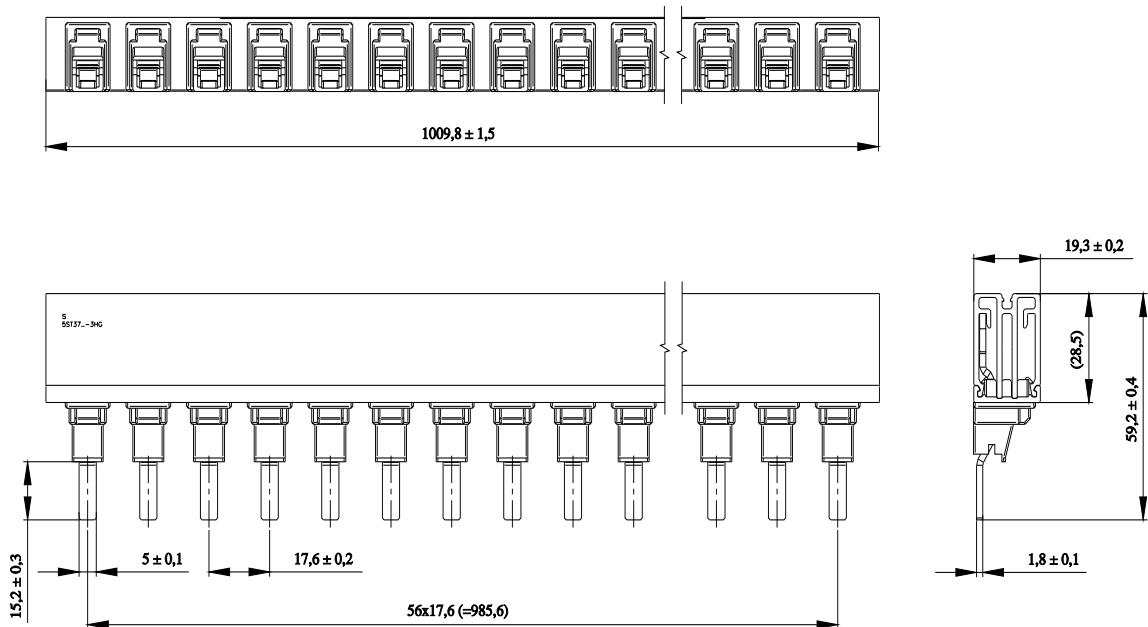 1009,8 ± 1,5
19,3 ± 0,2
S
5ST37_-3HG
(28,5)
59,2 ± 0,4
15,2 ± 0,3
5 ± 0,1
17,6 ± 0,2
1,8 ± 0,1
56x17,6 (=985,6)